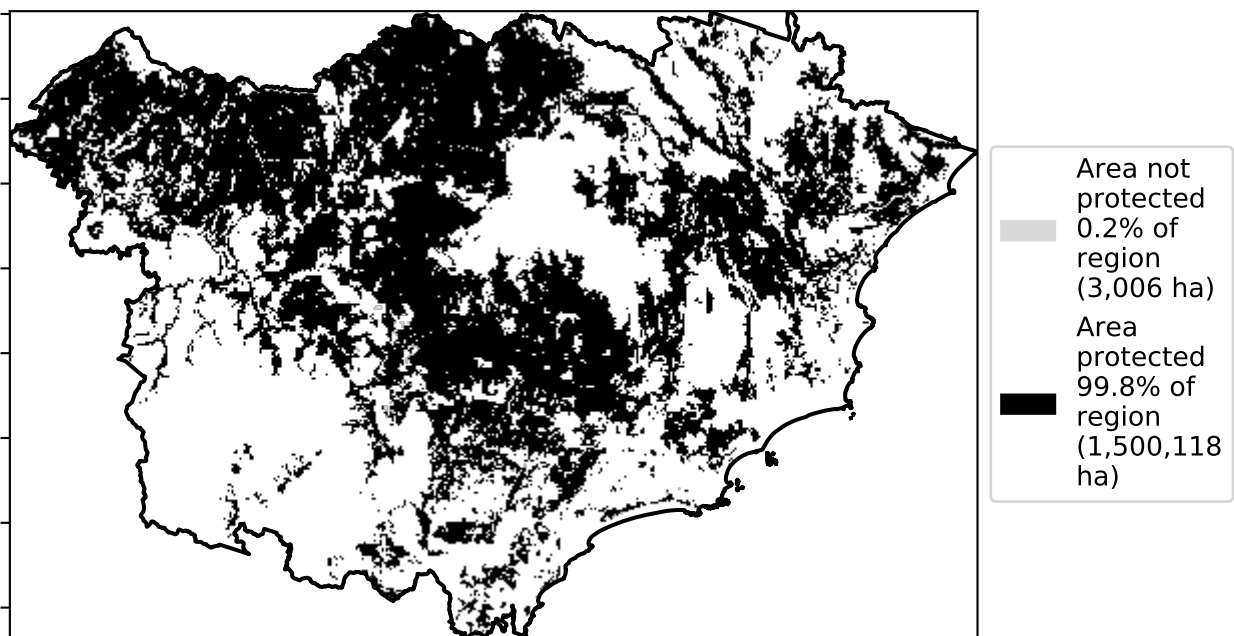 Area not
protected
0.2% of
region
(3,006 ha)
Area
protected
99.8% of
region
(1,500,118
ha)